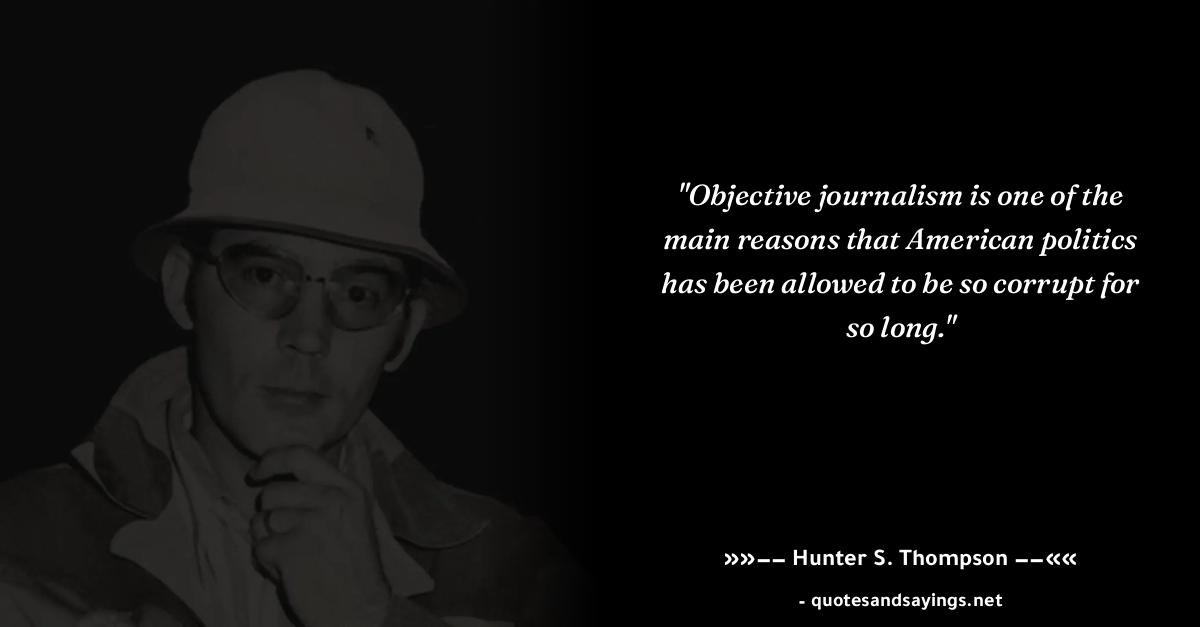 "Objective journalism is one of the
main reasons that American politics
has been allowed to be so corrupt for
so long."
»»–– Hunter S. Thompson ––««
- quotesandsayings.net